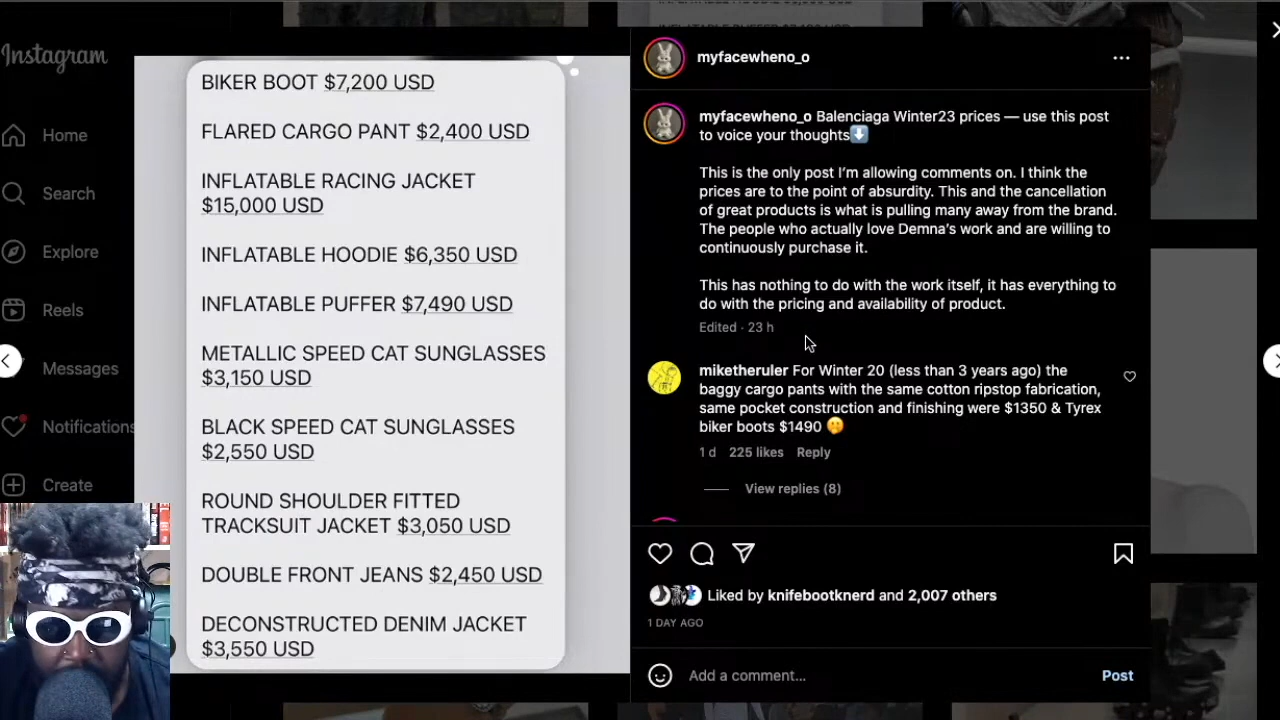 Instagram
Home
Search
Explore
Reels
Messages
Notifications
Create
BIKER BOOT $7,200 USD
FLARED CARGO PANT $2,400 USD
INFLATABLE RACING JACKET
$15,000 USD
INFLATABLE HOODIE $6,350 USD
INFLATABLE PUFFER $7,490 USD
METALLIC SPEED CAT SUNGLASSES
$3,150 USD
BLACK SPEED CAT SUNGLASSES
$2,550 USD
ROUND SHOULDER FITTED
TRACKSUIT JACKET $3,050 USD
DOUBLE FRONT JEANS $2,450 USD
DECONSTRUCTED DENIM JACKET
$3,550 USD
myfacewheno_o
myfacewheno_o Balenciaga Winter23 prices — use this post
to voice your thoughts⬇️
This is the only post I'm allowing comments on. I think the
prices are to the point of absurdity. This and the cancellation
of great products is what is pulling many away from the brand.
The people who actually love Demna's work and are willing to
continuously purchase it.
This has nothing to do with the work itself, it has everything to
do with the pricing and availability of product.
Edited · 23 h
miketheruler For Winter 20 (less than 3 years ago) the
baggy cargo pants with the same cotton ripstop fabrication,
same pocket construction and finishing were $1350 & Tyrex
biker boots $1490 🤭
1 d 225 likes Reply
View replies (8)
Liked by knifebootknerd and 2,007 others
1 DAY AGO
Add a comment...
Post